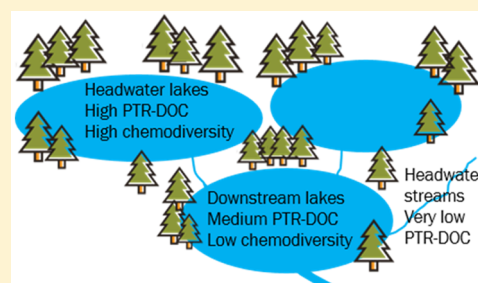 Headwater lakes
High PTR-DOC
High chemodiversity
Downstream lakes
Medium PTR-DOC
Low chemodiversity
Headwate
streams
Very low
PTR-DOC